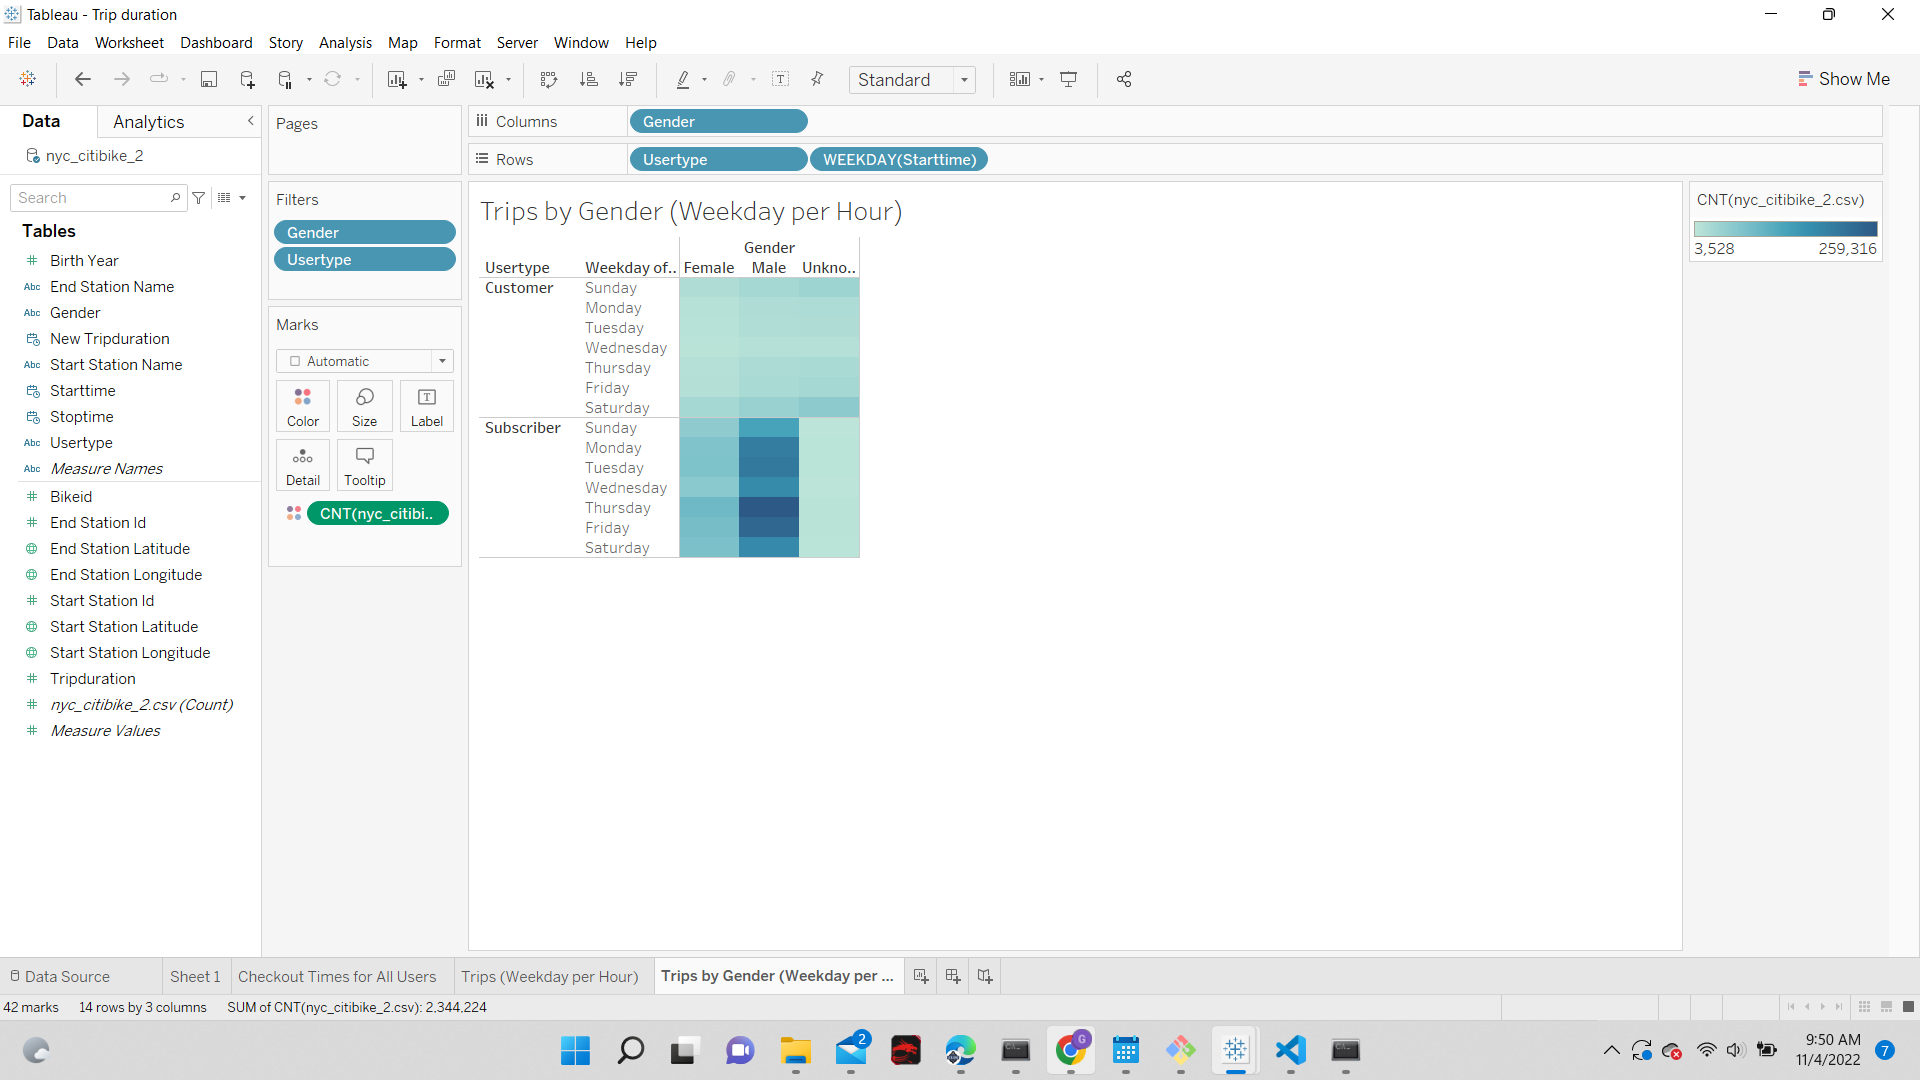 Tableau - Trip duration
File Data Worksheet Dashboard Story Analysis Map Format Server Window Help
Standard
Show Me
Data Analytics
nyc_citibike_2
Search
Tables
Birth Year
Abc End Station Name
Abc Gender
New Tripduration
Abc Start Station Name
Starttime
Stoptime
Abc Usertype
Abc Measure Names
Bikeid
End Station Id
End Station Latitude
End Station Longitude
Start Station Id
Start Station Latitude
Start Station Longitude
Tripduration
nyc_citibike_2.csv (Count)
Measure Values
Pages
Filters
Gender
Usertype
Marks
Automatic
Color Size Label
Detail Tooltip
CNT(nyc_citibi..
Columns Gender
Rows Usertype WEEKDAY(Starttime)
Trips by Gender (Weekday per Hour)
Gender
Usertype Weekday of.. Female Male Unkno..
Customer Sunday
Monday
Tuesday
Wednesday
Thursday
Friday
Saturday
Subscriber Sunday
Monday
Tuesday
Wednesday
Thursday
Friday
Saturday
CNT(nyc_citibike_2.csv)
3,528 259,316
Data Source Sheet 1 Checkout Times for All Users Trips (Weekday per Hour) Trips by Gender (Weekday per ...
42 marks 14 rows by 3 columns SUM of CNT(nyc_citibike_2.csv): 2,344,224
2
G
9:50 AM
11/4/2022
7